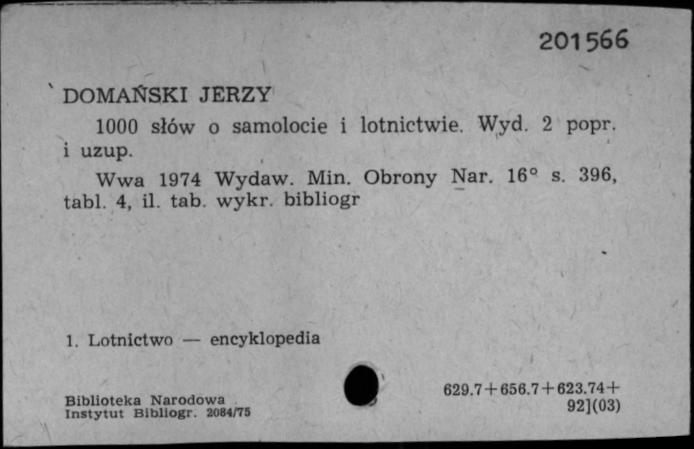 201566
DOMAŃSKI JERZY
1000 słów o samolocie i lotnictwie. Wyd. 2 popr.
i uzup.
Wwa 1974 Wydaw. Min. Obrony Nar. 16° s. 396,
tabl. 4, il. tab. wykr. bibliogr
1. Lotnictwo — encyklopedia
Biblioteka Narodowa
Instytut Bibliogr. 2084/75
629.7+656.7+623.74+
92](03)